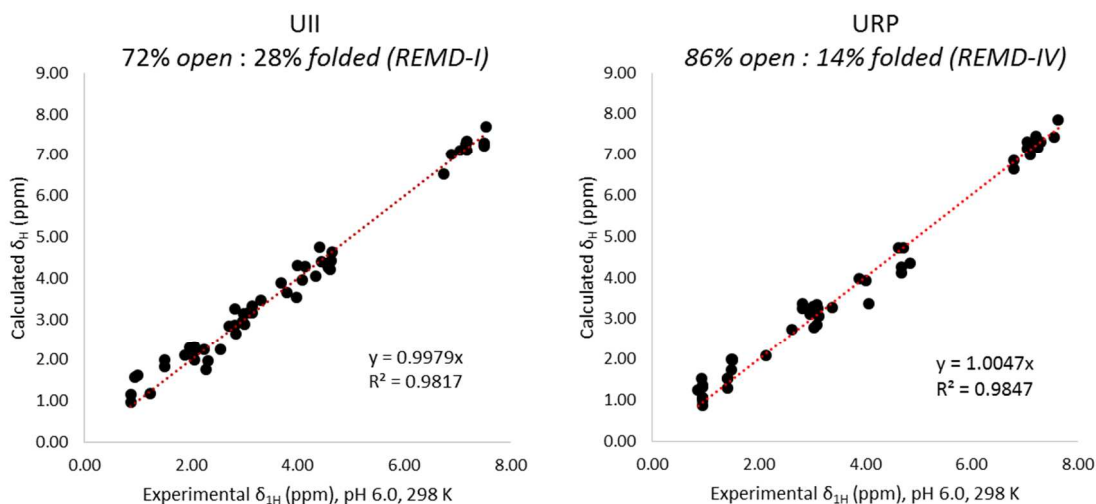 UII
72% open : 28% folded (REMD-I)
9.00
8.00
7.00
6.00
5.00
4.00
3.00
2.00
1.00
0.00
Calculated δH (ppm)
y = 0.9979x
R² = 0.9817
0.00 2.00 4.00 6.00 8.00
Experimental δ1H (ppm), pH 6.0, 298 K
URP
86% open : 14% folded (REMD-IV)
9.00
8.00
7.00
6.00
5.00
4.00
3.00
2.00
1.00
0.00
Calculated δH (ppm)
y = 1.0047x
R² = 0.9847
0.00 2.00 4.00 6.00 8.00
Experimental δ1H (ppm), pH 6.0, 298 K